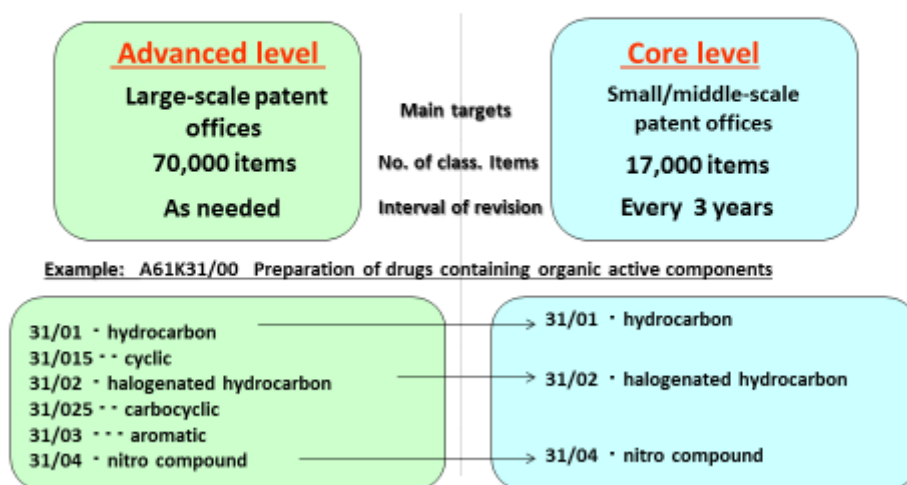 Advanced level
Large-scale patent
offices
70,000 items
As needed
Main targets
No. of class. Items
Interval of revision
Core level
Small/middle-scale
patent offices
17,000 items
Every 3 years
Example: A61K31/00 Preparation of drugs containing organic active components
31/01 ・ hydrocarbon
31/015 ・・ cyclic
31/02 ・ halogenated hydrocarbon
31/025 ・・ carbocyclic
31/03 ・・・ aromatic
31/04 ・ nitro compound
31/01 ・ hydrocarbon
31/02 ・ halogenated hydrocarbon
31/04 ・ nitro compound